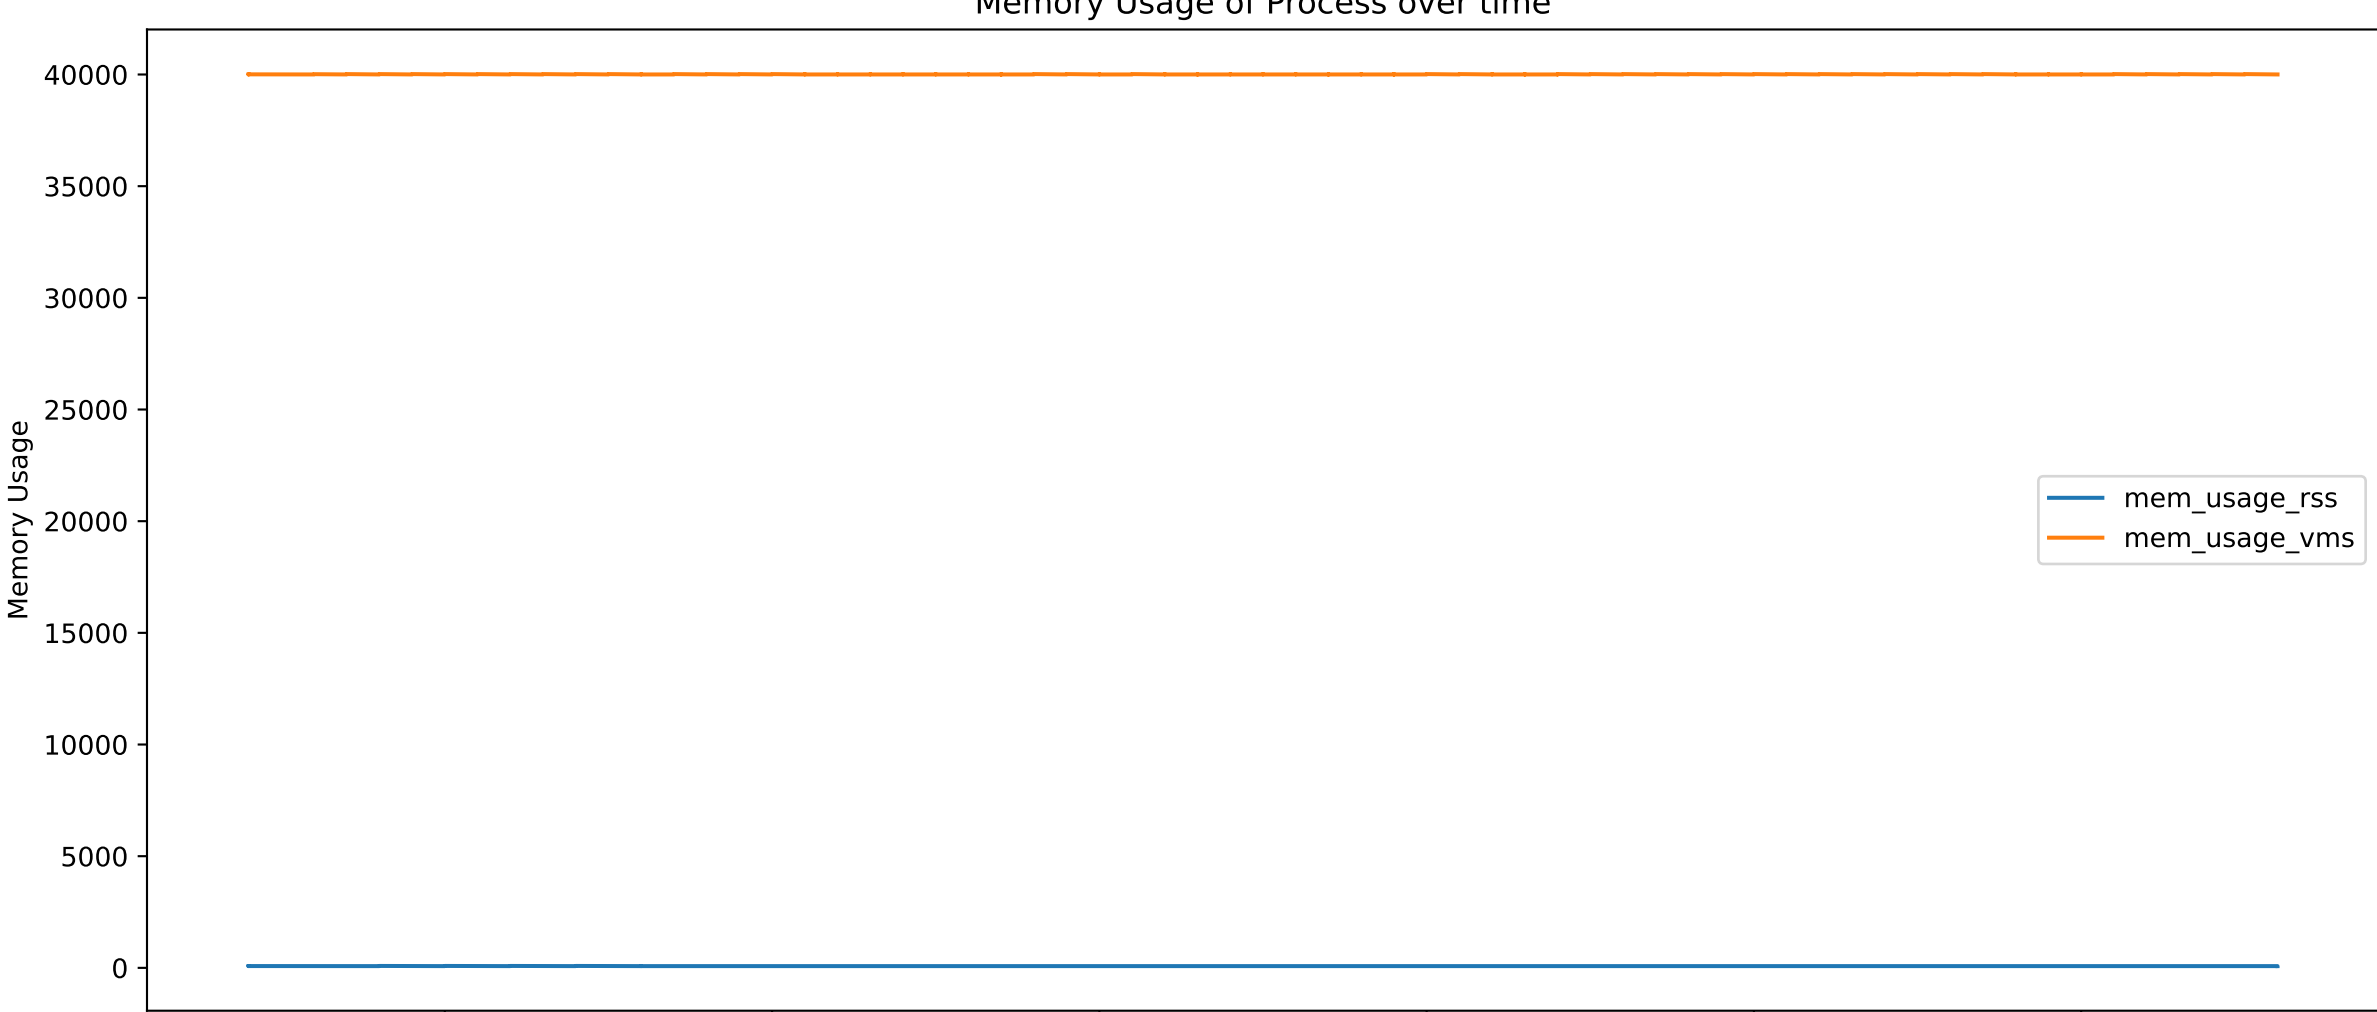 Memory Usage of Process over time
40000
35000
30000
25000
20000
15000
10000
5000
0
Memory Usage
mem_usage_rss
mem_usage_vms